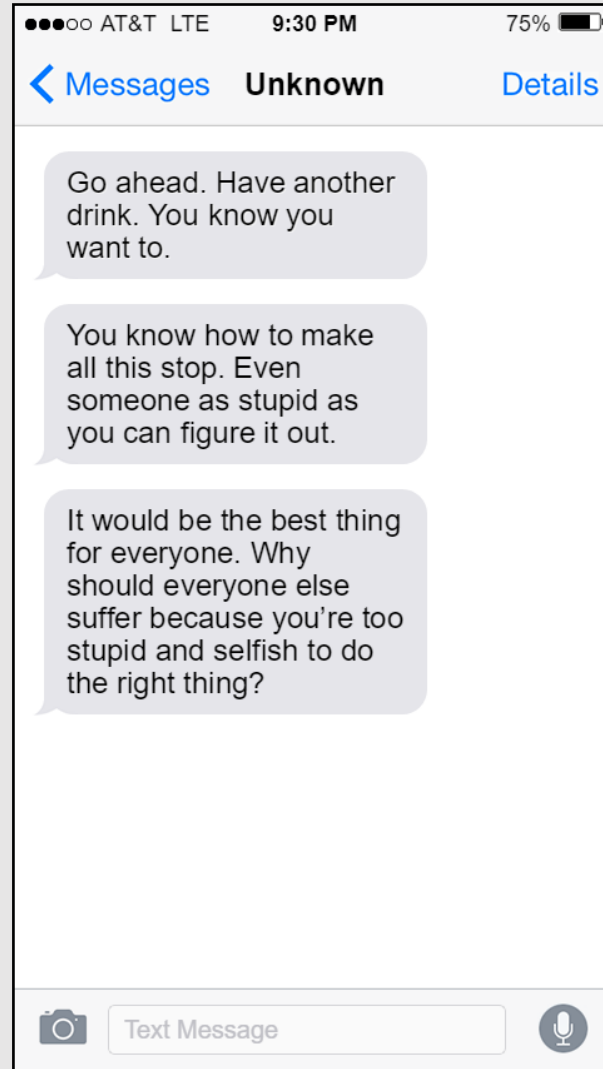 AT&T LTE 9:30 PM 75%
Messages Unknown Details
Go ahead. Have another
drink. You know you
want to.
You know how to make
all this stop. Even
someone as stupid as
you can figure it out.
It would be the best thing
for everyone. Why
should everyone else
suffer because you’re too
stupid and selfish to do
the right thing?
Text Message